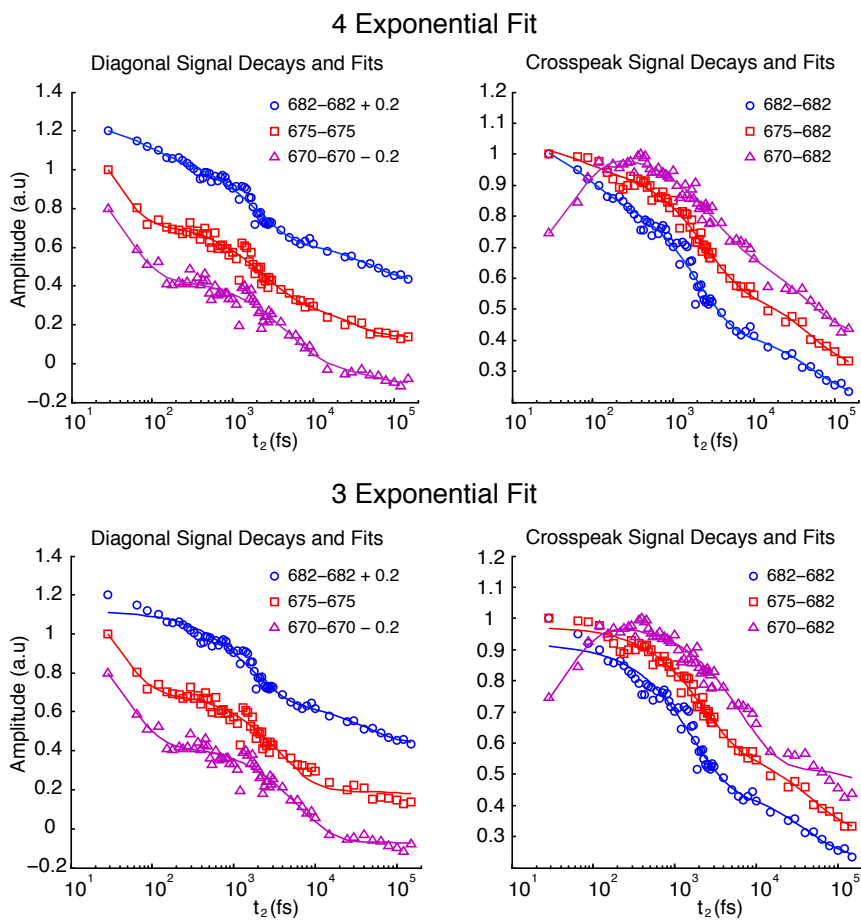 4 Exponential Fit
Diagonal Signal Decays and Fits
Crosspeak Signal Decays and Fits
1.4
1.2
1
0.8
0.6
0.4
0.2
0
−0.2
Amplitude (a.u)
682−682 + 0.2
675−675
670−670 − 0.2
10¹ 10² 10³ 10⁴ 10⁵
t₂ (fs)
1.2
1.1
1
0.9
0.8
0.7
0.6
0.5
0.4
0.3
682−682
675−682
670−682
10¹ 10² 10³ 10⁴ 10⁵
t₂ (fs)
3 Exponential Fit
Diagonal Signal Decays and Fits
Crosspeak Signal Decays and Fits
1.4
1.2
1
0.8
0.6
0.4
0.2
0
−0.2
Amplitude (a.u)
682−682 + 0.2
675−675
670−670 − 0.2
10¹ 10² 10³ 10⁴ 10⁵
t₂ (fs)
1.2
1.1
1
0.9
0.8
0.7
0.6
0.5
0.4
0.3
682−682
675−682
670−682
10¹ 10² 10³ 10⁴ 10⁵
t₂ (fs)